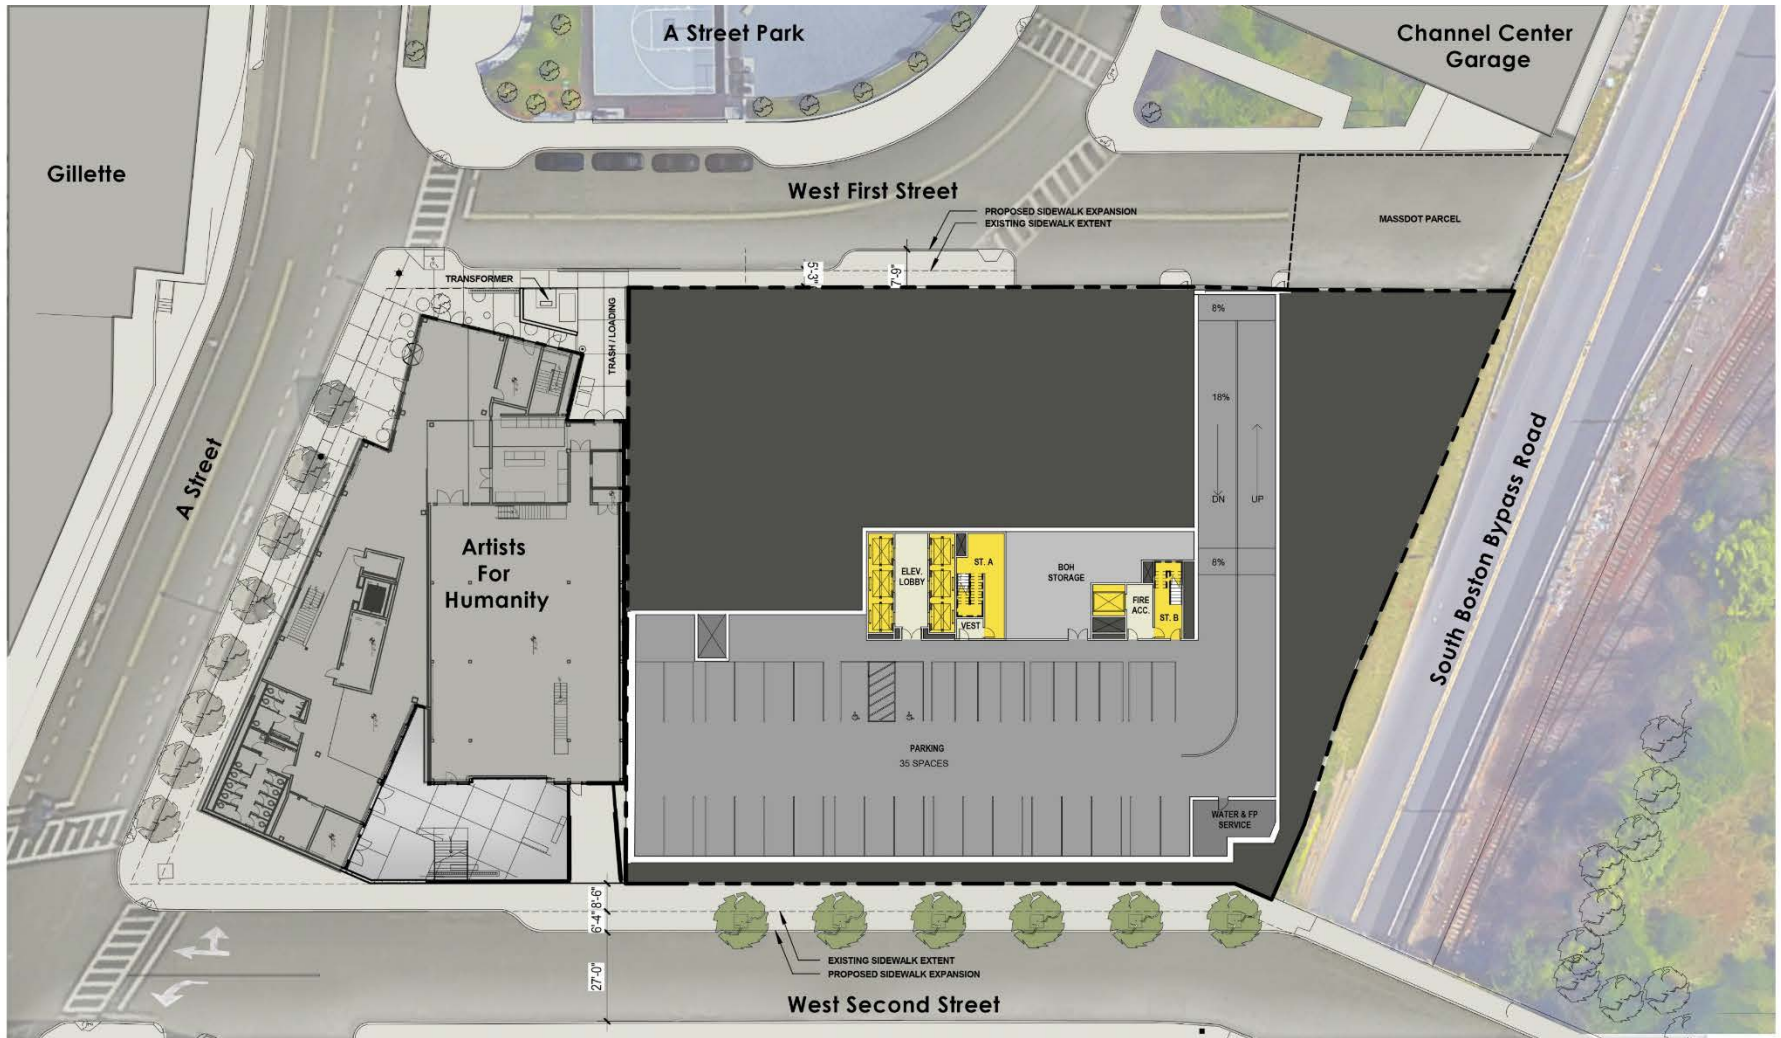 A Street Park
Channel Center
Garage
Gillette
West First Street
PROPOSED SIDEWALK EXPANSION
EXISTING SIDEWALK EXTENT
MASSDOT PARCEL
5'-3"
7'-6"
TRANSFORMER
TRASH / LOADING
8%
18%
A Street
DN
UP
South Boston Bypass Road
Artists
For
Humanity
ELEV.
LOBBY
ST. A
BOH
STORAGE
8%
FIRE
ACC.
VEST
ST. B
PARKING
35 SPACES
WATER & FP
SERVICE
8'-6"
6'-4"
EXISTING SIDEWALK EXTENT
PROPOSED SIDEWALK EXPANSION
27'-0"
West Second Street